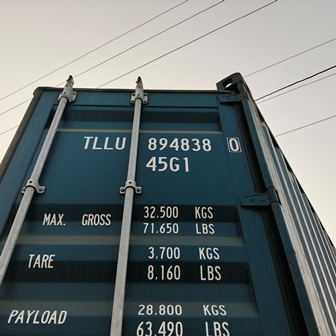 TLLU 894838 0
45G1
MAX. GROSS 32.500 KGS
71.650 LBS
TARE 3.700 KGS
8,160 LBS
PAYLOAD 28.800 KGS
63.490 LBS